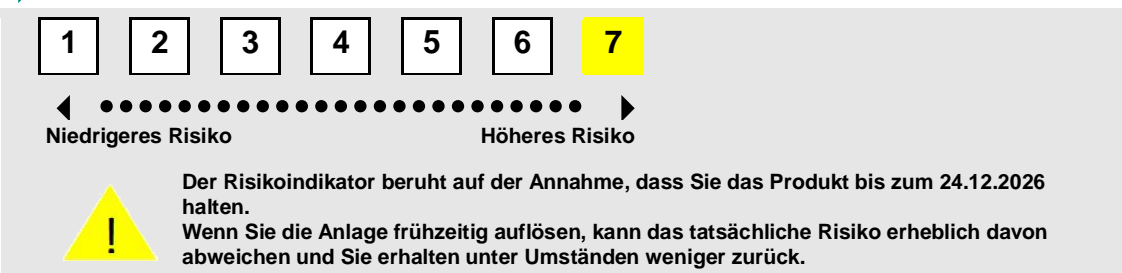 1 2 3 4 5 6 7
Niedrigeres Risiko Höheres Risiko
Der Risikoindikator beruht auf der Annahme, dass Sie das Produkt bis zum 24.12.2026
halten.
Wenn Sie die Anlage frühzeitig auflösen, kann das tatsächliche Risiko erheblich davon
abweichen und Sie erhalten unter Umständen weniger zurück.